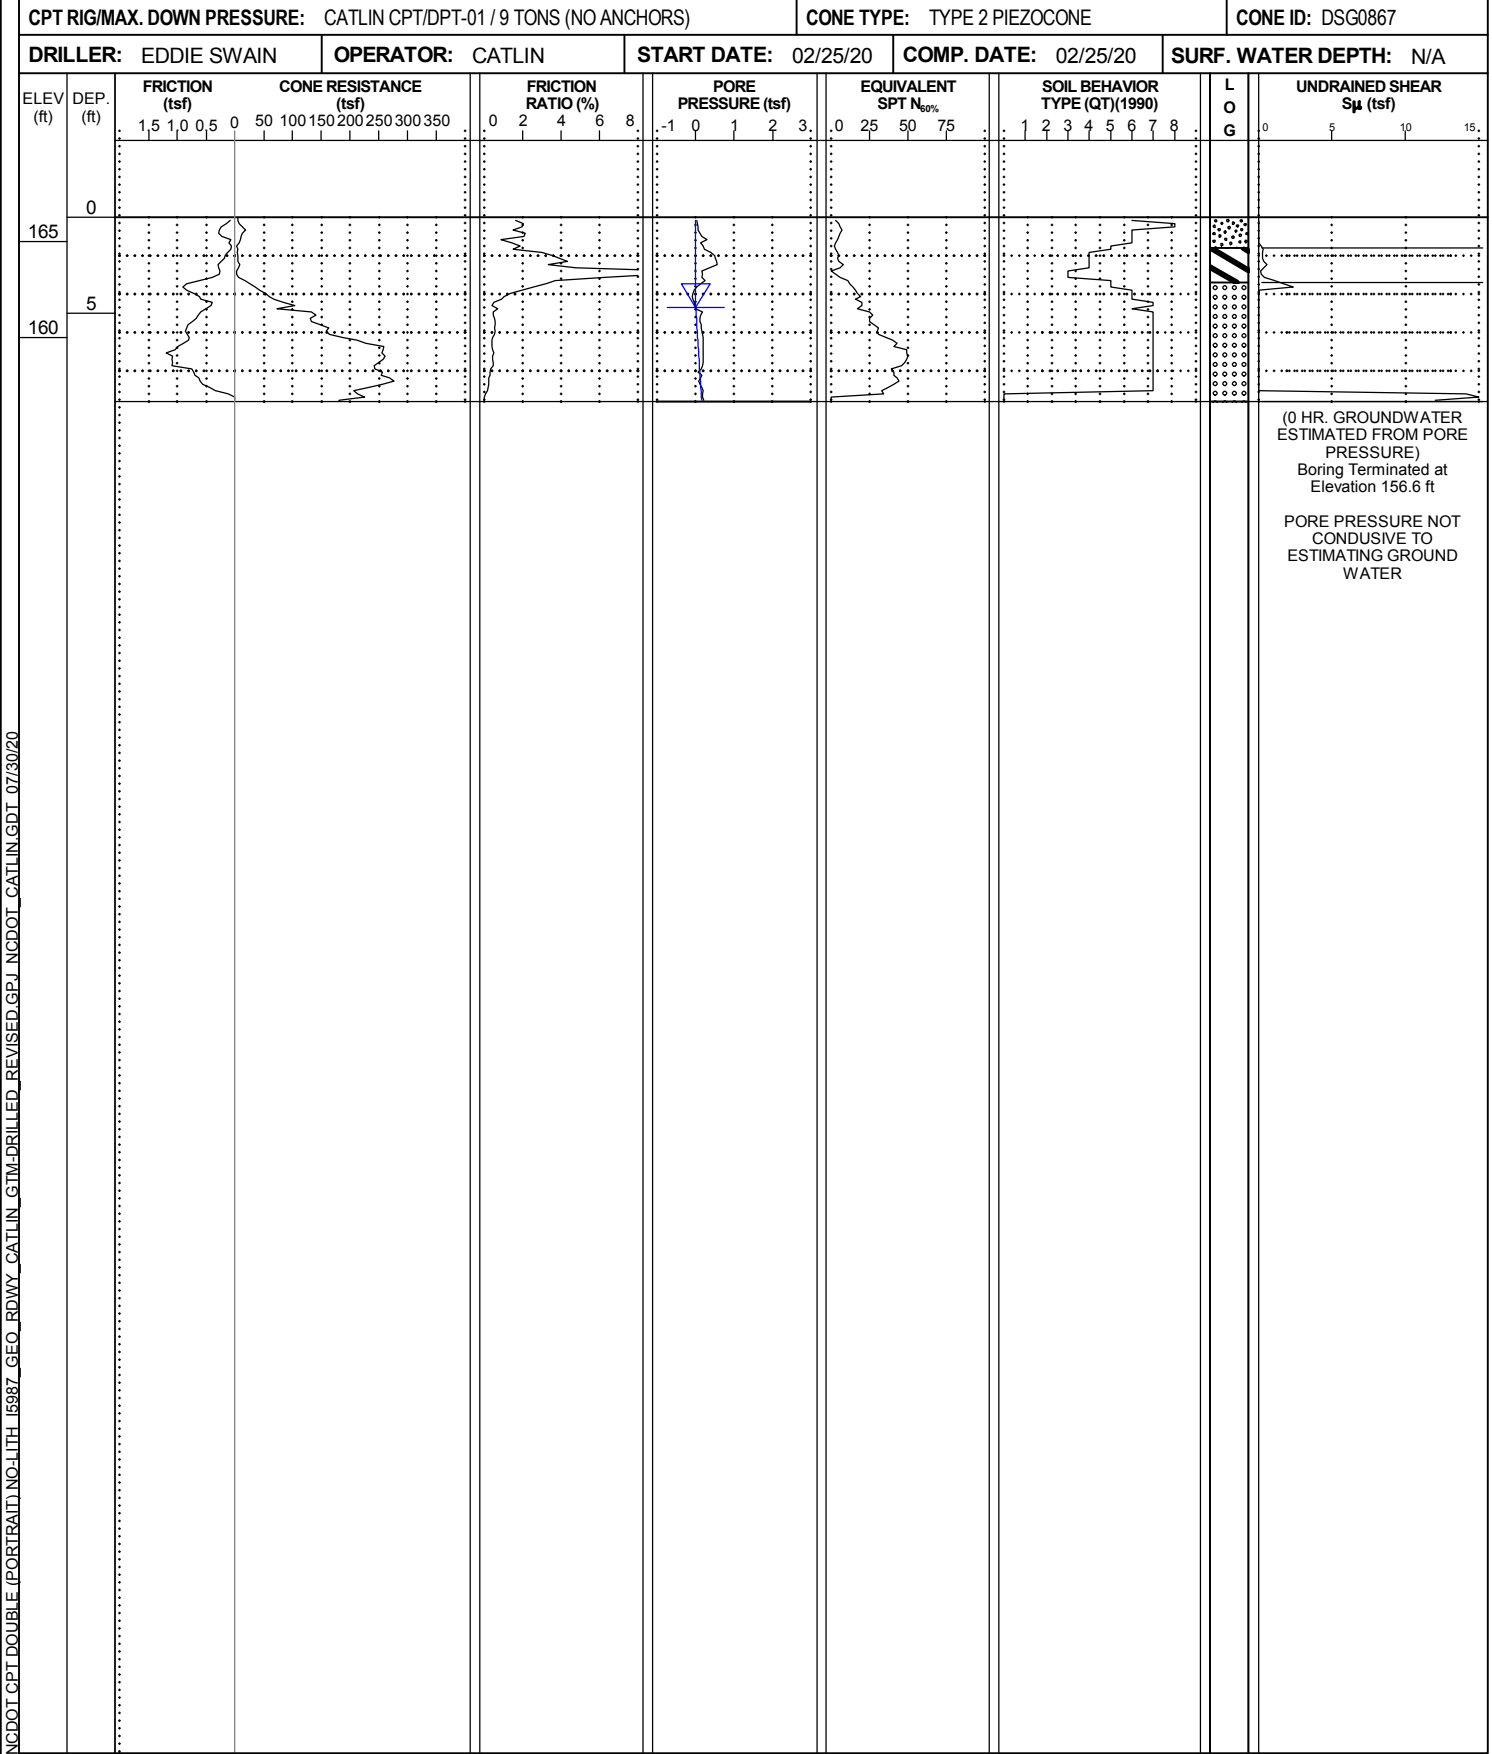 CPT RIG/MAX. DOWN PRESSURE: CATLIN CPT/DPT-01 / 9 TONS (NO ANCHORS) CONE TYPE: TYPE 2 PIEZOCONE CONE ID: DSG0867
DRILLER: EDDIE SWAIN OPERATOR: CATLIN START DATE: 02/25/20 COMP. DATE: 02/25/20 SURF. WATER DEPTH: N/A
ELEV (ft)
DEP. (ft)
FRICTION (tsf)
1.5 1.0 0.5 0
CONE RESISTANCE (tsf)
50 100 150 200 250 300 350
FRICTION RATIO (%)
0 2 4 6 8
PORE PRESSURE (tsf)
-1 0 1 2 3
EQUIVALENT SPT N60%
0 25 50 75
SOIL BEHAVIOR TYPE (QT)(1990)
1 2 3 4 5 6 7 8
L
O
G
UNDRAINED SHEAR
Sμ (tsf)
0 5 10 15
0
165
5
160
(0 HR. GROUNDWATER
ESTIMATED FROM PORE
PRESSURE)
Boring Terminated at
Elevation 156.6 ft
PORE PRESSURE NOT
CONDUSIVE TO
ESTIMATING GROUND
WATER
NCDOT CPT DOUBLE (PORTRAIT) NO-LITH I5987_GEO_RDWY_CATLIN_GTM-DRILLED_REVISED.GPJ NCDOT_CATLIN.GDT 07/30/20